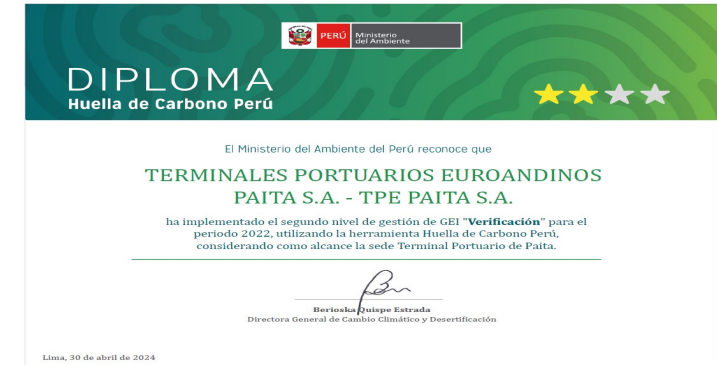 PERÚ
Ministerio
del Ambiente
DIPLOMA
Huella de Carbono Perú
El Ministerio del Ambiente del Perú reconoce que
TERMINALES PORTUARIOS EUROANDINOS
PAITA S.A. - TPE PAITA S.A.
ha implementado el segundo nivel de gestión de GEI "Verificación" para el
periodo 2022, utilizando la herramienta Huella de Carbono Perú,
considerando como alcance la sede Terminal Portuario de Paita.
Berioska Quispe Estrada
Directora General de Cambio Climático y Desertificación
Lima, 30 de abril de 2024